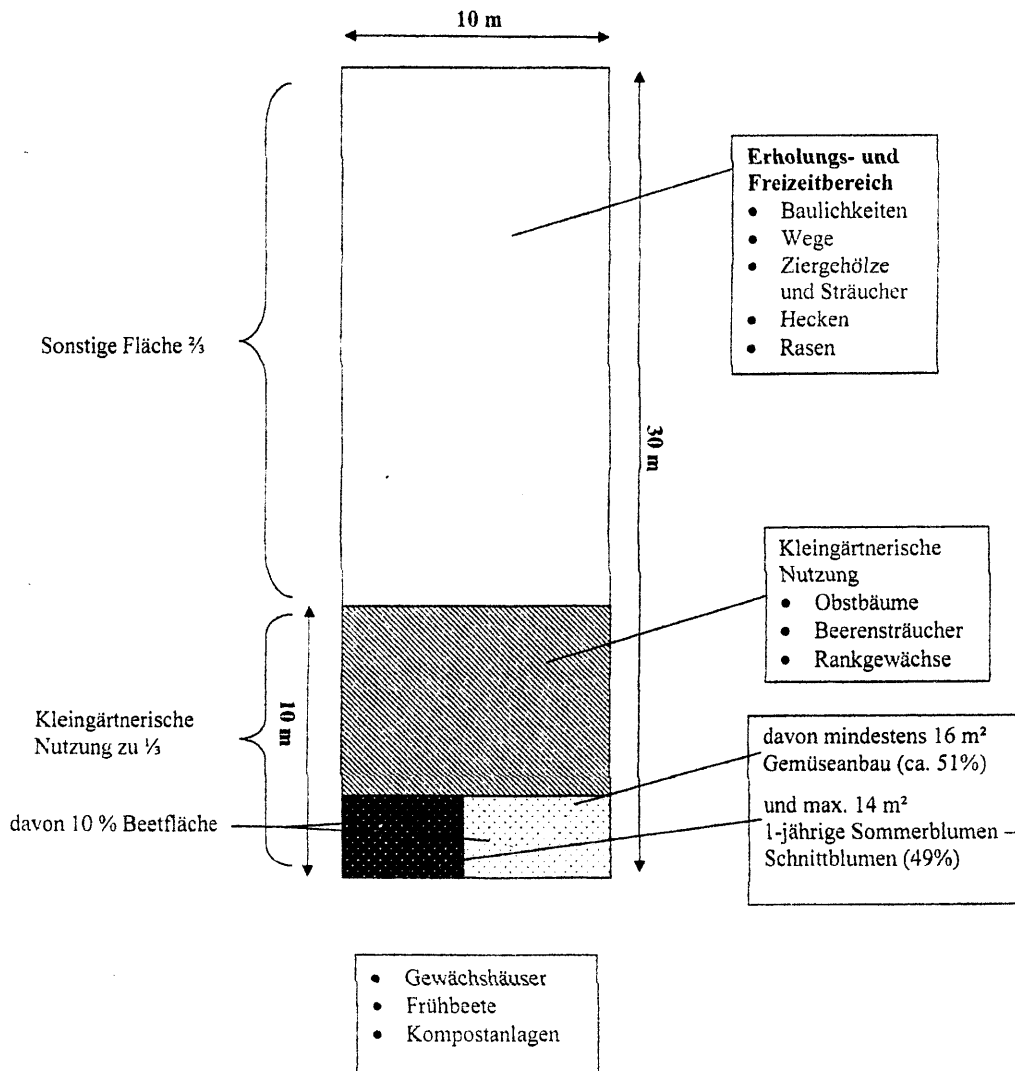 10 m
Erholungs- und
Freizeitbereich
• Baulichkeiten
• Wege
• Ziergehölze
und Sträucher
• Hecken
• Rasen
Sonstige Fläche ⅔
30 m
Kleingärtnerische
Nutzung
• Obstbäume
• Beerensträucher
• Rankgewächse
Kleingärtnerische
Nutzung zu ⅓
10 m
davon mindestens 16 m²
Gemüseanbau (ca. 51%)
und max. 14 m²
1-jährige Sommerblumen –
Schnittblumen (49%)
davon 10 % Beetfläche
• Gewächshäuser
• Frühbeete
• Kompostanlagen